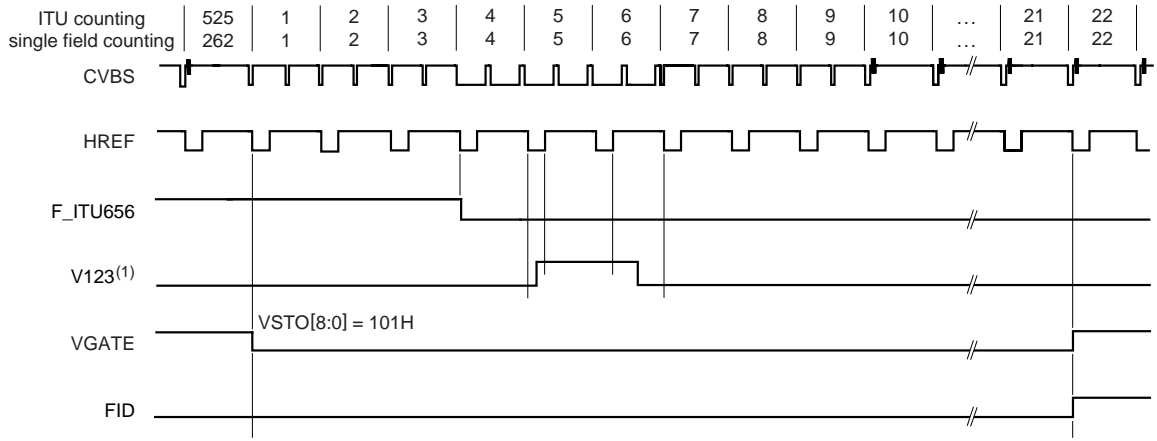 ITU counting 525 1 2 3 4 5 6 7 8 9 10 ... 21 22
single field counting 262 1 2 3 4 5 6 7 8 9 10 ... 21 22
CVBS
HREF
F_ITU656
V123(1)
VSTO[8:0] = 101H
VGATE
FID